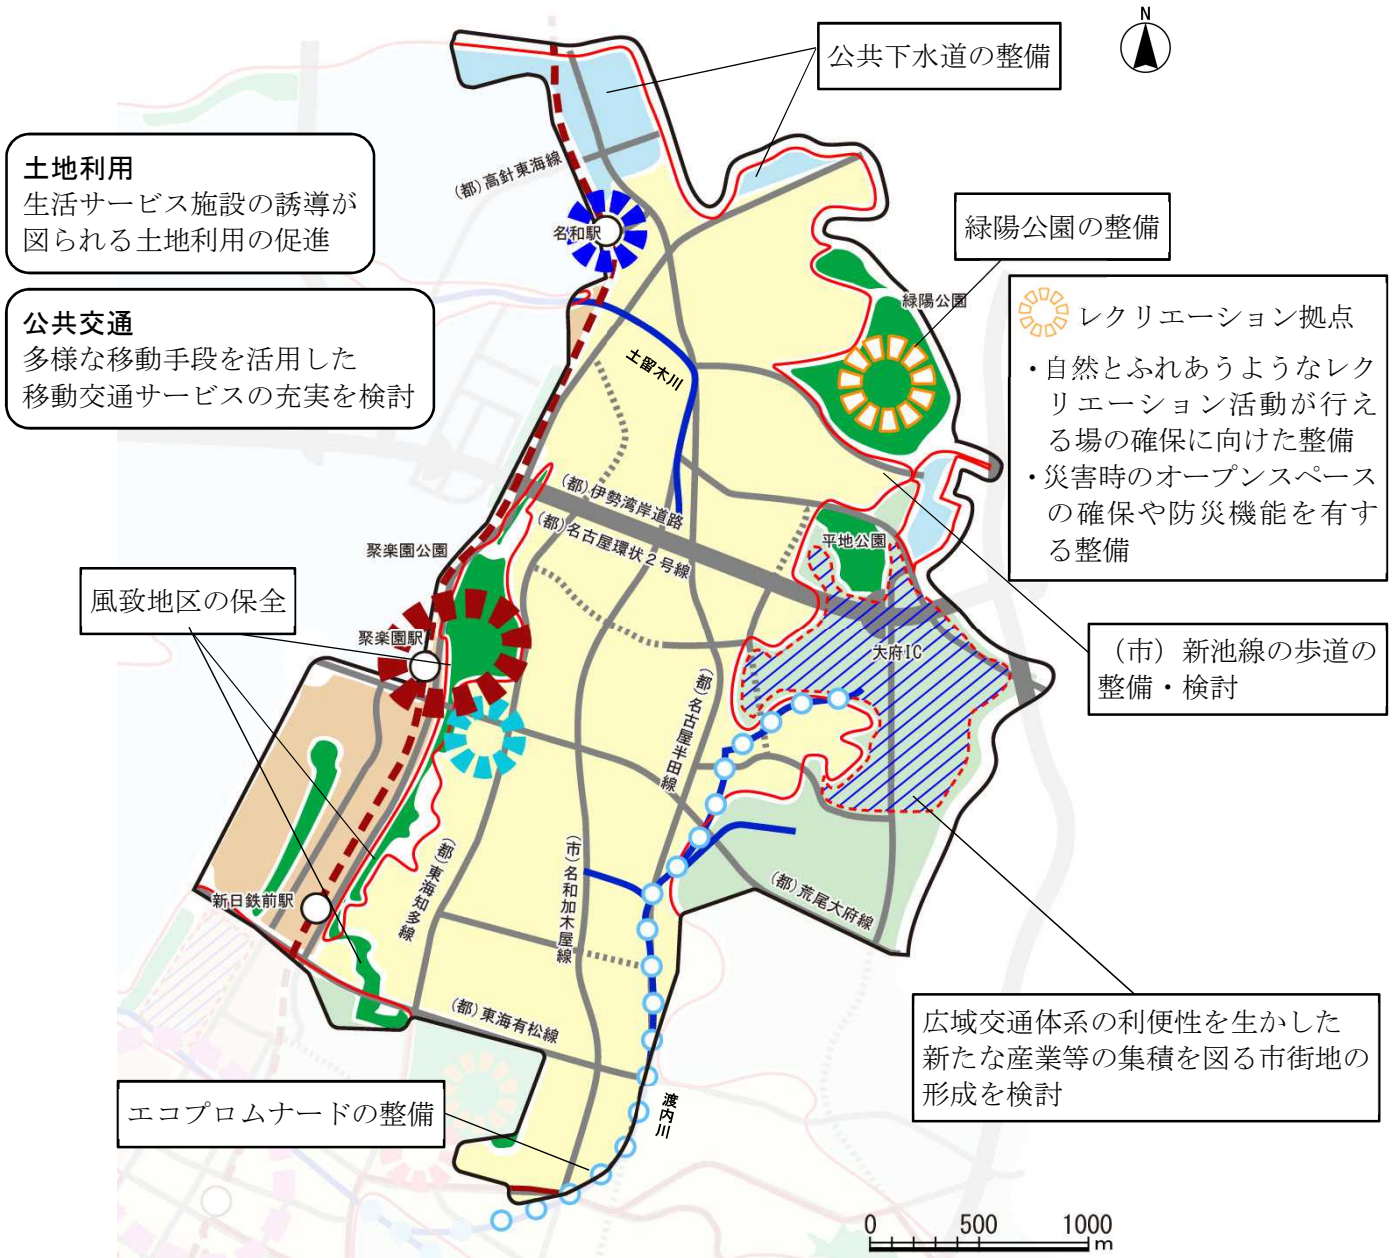 N
公共下水道の整備
土地利用
生活サービス施設の誘導が
図られる土地利用の促進
(都)高針東海線
名和駅
緑陽公園の整備
公共交通
多様な移動手段を活用した
移動交通サービスの充実を検討
緑陽公園
レクリエーション拠点
・自然とふれあうようなレク
リエーション活動が行え
る場の確保に向けた整備
・災害時のオープンスペース
の確保や防災機能を有す
る整備
土留木川
(都)伊勢湾岸道路
(都)名古屋環状2号線
平地公園
聚楽園公園
風致地区の保全
聚楽園駅
大府IC
(市)新池線の歩道の
整備・検討
(都)名古屋半田線
(都)東海知多線
(市)名和加木屋線
新日鉄前駅
(都)荒尾大府線
(都)東海有松線
広域交通体系の利便性を生かした
新たな産業等の集積を図る市街地の
形成を検討
エコプロムナードの整備
渡内川
0 500 1000
m